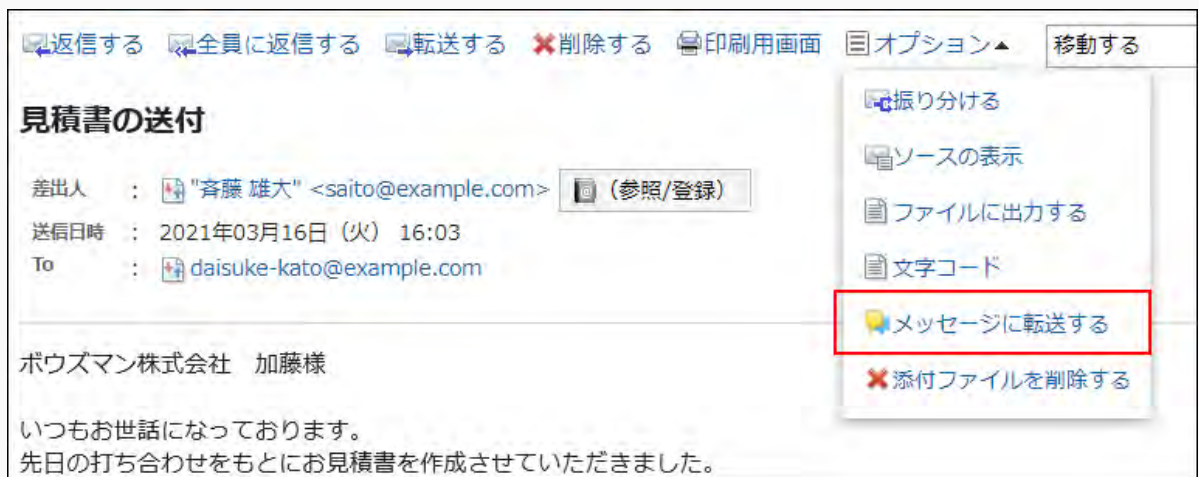 返信する 全員に返信する 転送する 削除する 印刷用画面 オプション▲ 移動する
振り分ける
ソースの表示
ファイルに出力する
文字コード
メッセージに転送する
添付ファイルを削除する
見積書の送付
差出人 : "斉藤 雄大" <saito@example.com> (参照/登録)
送信日時 : 2021年03月16日(火) 16:03
To : daisuke-kato@example.com
ボウズマン株式会社 加藤様
いつもお世話になっております。
先日の打ち合わせをもとにお見積書を作成させていただきました。